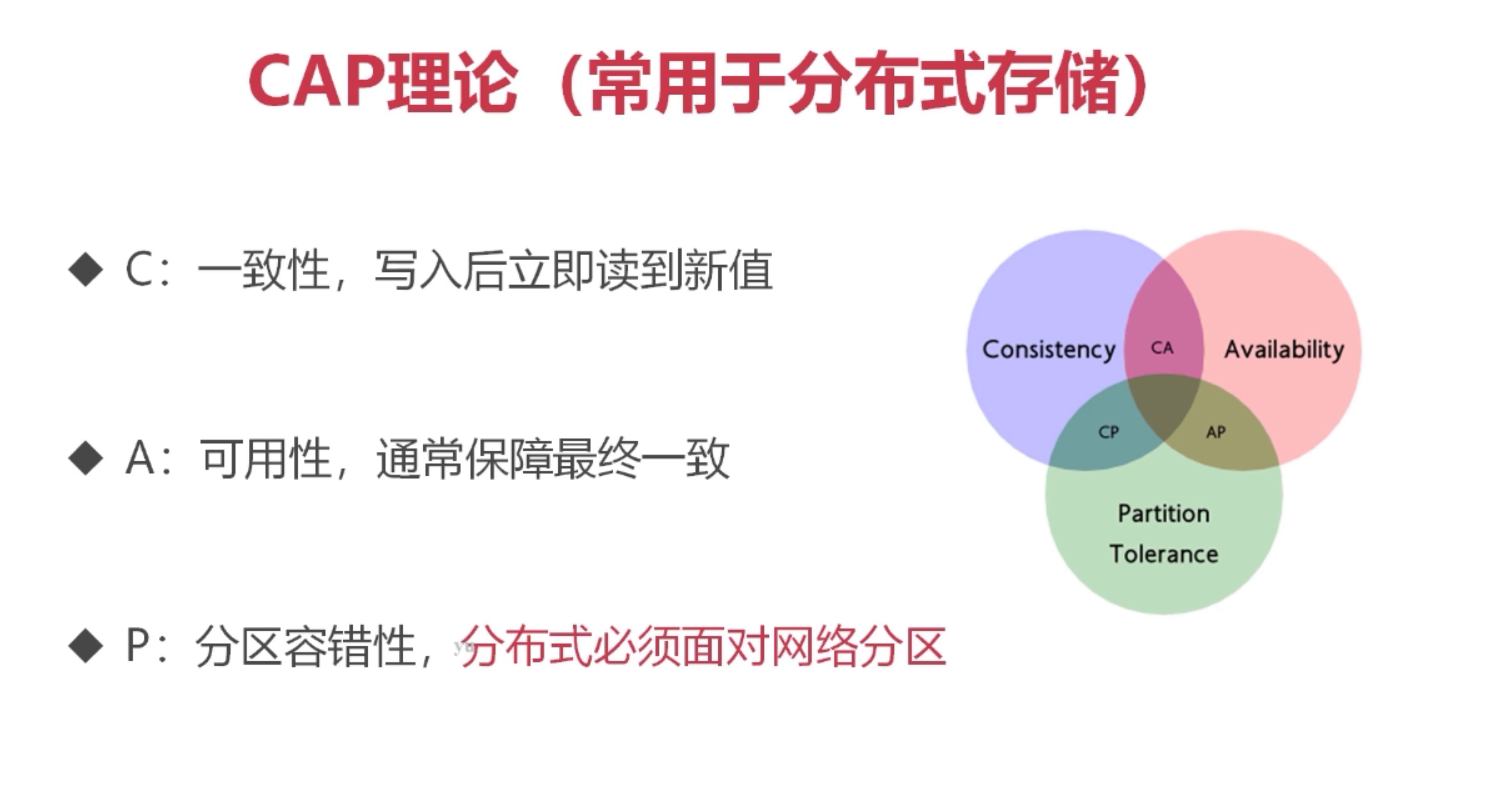 CAP理论（常用于分布式存储）
◆ C：一致性，写入后立即读到新值
◆ A：可用性，通常保障最终一致
◆ P：分区容错性，分布式必须面对网络分区
Consistency
CA
Availability
CP
AP
Partition
Tolerance